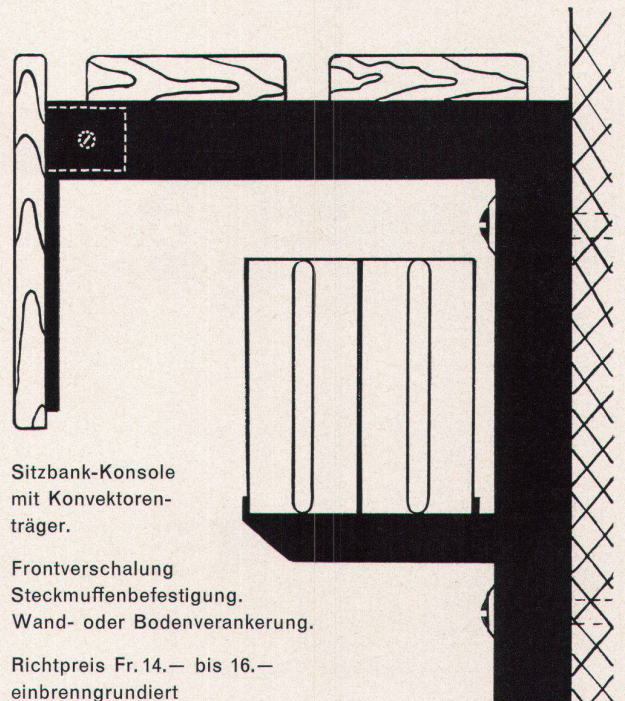 Sitzbank-Konsole
mit Konvektoren-
träger.
Frontverschalung
Steckmuffenbefestigung.
Wand- oder Bodenverankerung.
Richtpreis Fr. 14.— bis 16.—
einbrenngrundiert